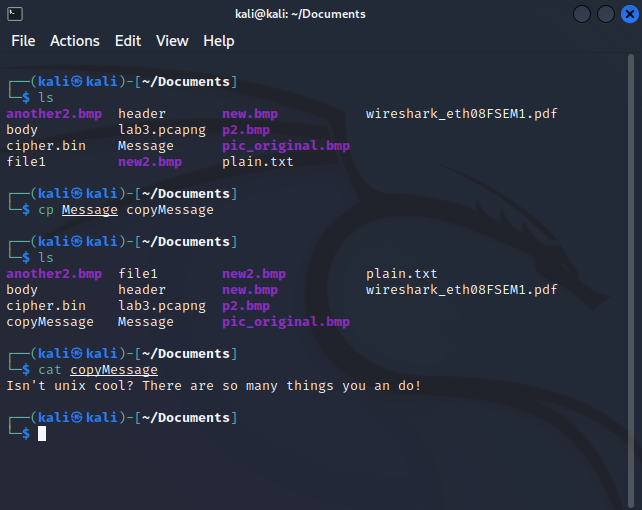 kali@kali: ~/Documents
File Actions Edit View Help
┌──(kali㉿kali)-[~/Documents]
└─$ ls
another2.bmp header new.bmp wireshark_eth08FSEM1.pdf
body lab3.pcapng p2.bmp
cipher.bin Message pic_original.bmp
file1 new2.bmp plain.txt
┌──(kali㉿kali)-[~/Documents]
└─$ cp Message copyMessage
┌──(kali㉿kali)-[~/Documents]
└─$ ls
another2.bmp file1 new2.bmp plain.txt
body header new.bmp wireshark_eth08FSEM1.pdf
cipher.bin lab3.pcapng p2.bmp
copyMessage Message pic_original.bmp
┌──(kali㉿kali)-[~/Documents]
└─$ cat copyMessage
Isn't unix cool? There are so many things you an do!
┌──(kali㉿kali)-[~/Documents]
└─$